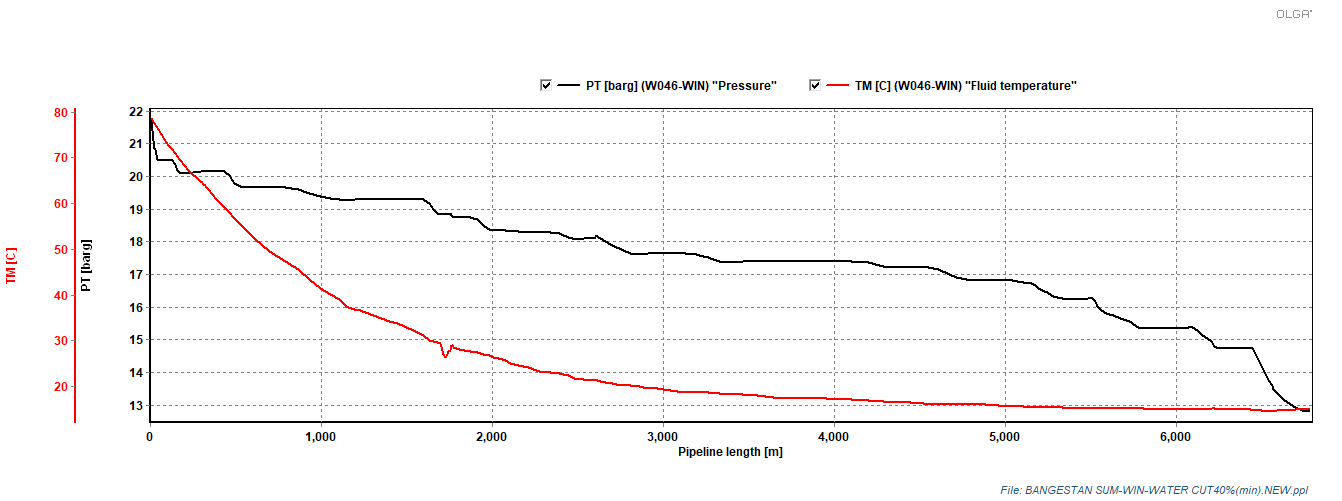 OLGA
PT [barg] (W046-WIN) "Pressure" TM [C] (W046-WIN) "Fluid temperature"
TM [C]
80
70
60
50
40
30
20
PT [barg]
22
21
20
19
18
17
16
15
14
13
0 1,000 2,000 3,000 4,000 5,000 6,000
Pipeline length [m]
File: BANGESTAN SUM-WIN-WATER CUT40%(min).NEW.ppl